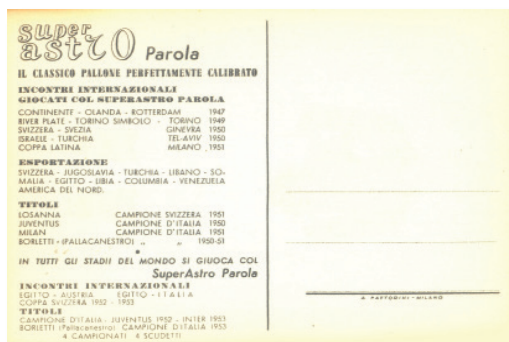 super
astro Parola
IL CLASSICO PALLONE PERFETTAMENTE CALIBRATO
INCONTRI INTERNAZIONALI
GIOCATI COL SUPERASTRO PAROLA
CONTINENTE - OLANDA - ROTTERDAM 1947
RIVER PLATE - TORINO SIMBOLO - TORINO 1949
SVIZZERA - SVEZIA GINEVRA 1950
ISRAELE - TURCHIA TEL-AVIV 1950
COPPA LATINA MILANO 1951
ESPORTAZIONE
SVIZZERA - JUGOSLAVIA - TURCHIA - LIBANO - SO-
MALIA - EGITTO - LIBIA - COLUMBIA - VENEZUELA
AMERICA DEL NORD.
TITOLI
LOSANNA CAMPIONE SVIZZERA 1951
JUVENTUS CAMPIONE D'ITALIA 1950
MILAN CAMPIONE D'ITALIA 1951
BORLETTI - (PALLACANESTRO) „ „ 1950-51
IN TUTTI GLI STADII DEL MONDO SI GIUOCA COL
SuperAstro Parola
INCONTRI INTERNAZIONALI
EGITTO - AUSTRIA EGITTO - ITALIA
COPPA SVIZZERA 1952 - 1953
TITOLI
CAMPIONE D'ITALIA - JUVENTUS 1952 - INTER 1953
BORLETTI (Pallacanestro) CAMPIONE D'ITALIA 1953
4 CAMPIONATI 4 SCUDETTI
A. FATTORINI - MILANO